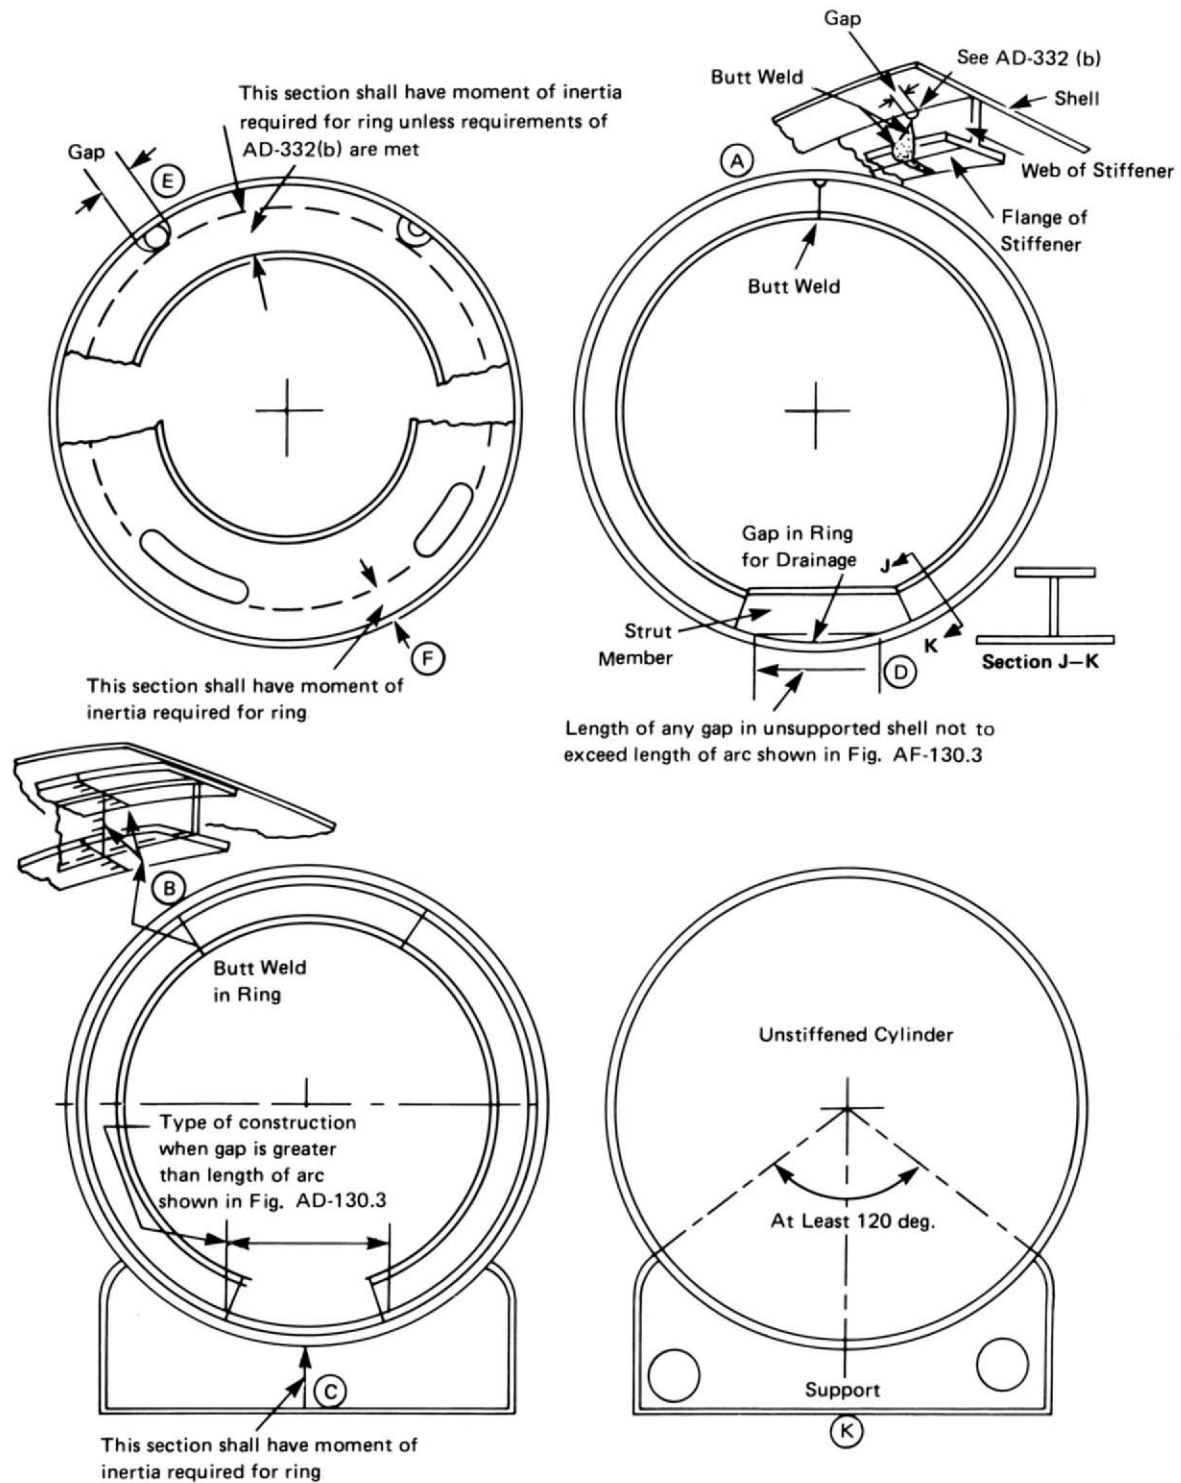 This section shall have moment of inertia
required for ring unless requirements of
AD-332(b) are met
Gap
E
F
This section shall have moment of
inertia required for ring
Gap
See AD-332 (b)
Butt Weld
Shell
A
Web of Stiffener
Flange of
Stiffener
Butt Weld
Gap in Ring
for Drainage
J
Strut
Member
K
Section J–K
D
Length of any gap in unsupported shell not to
exceed length of arc shown in Fig. AF-130.3
B
Butt Weld
in Ring
Type of construction
when gap is greater
than length of arc
shown in Fig. AD-130.3
C
This section shall have moment of
inertia required for ring
Unstiffened Cylinder
At Least 120 deg.
Support
K